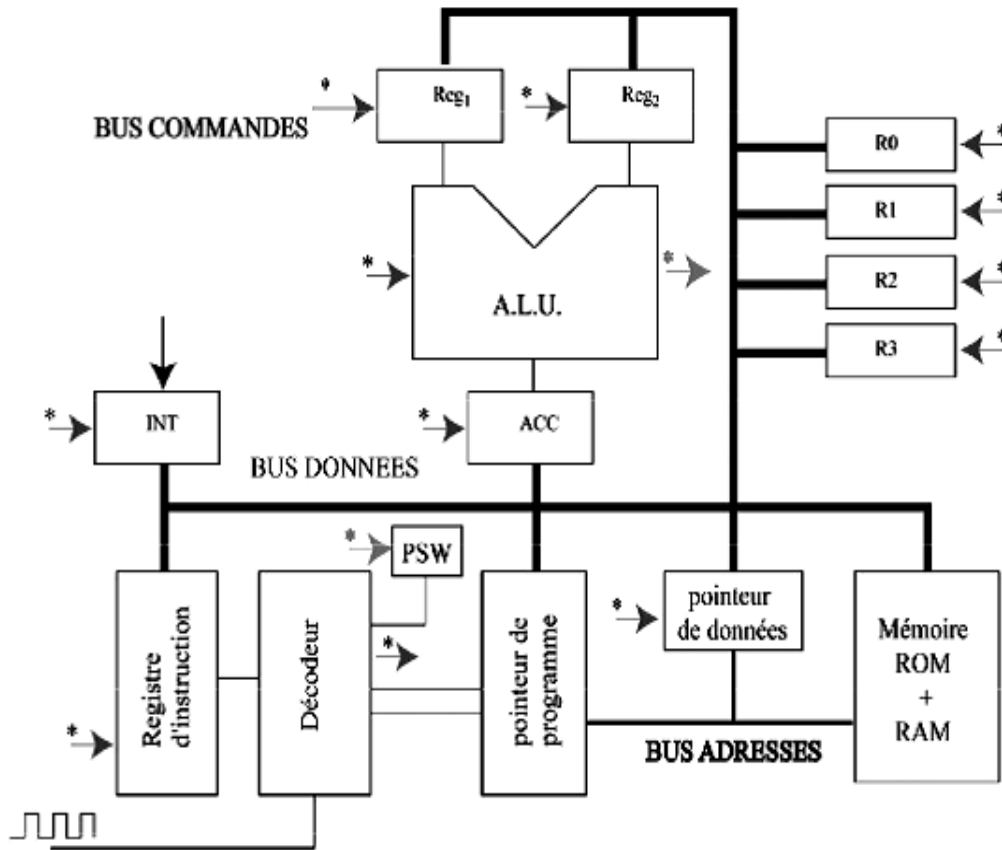 Reg1
Reg2
BUS COMMANDES
R0
R1
R2
R3
A.L.U.
INT
ACC
BUS DONNEES
PSW
Registre
d'instruction
Décodeur
pointeur de
programme
pointeur
de données
Mémoire
ROM
+
RAM
BUS ADRESSES
*
*
*
*
*
*
*
*
*
*
*
*
*
*